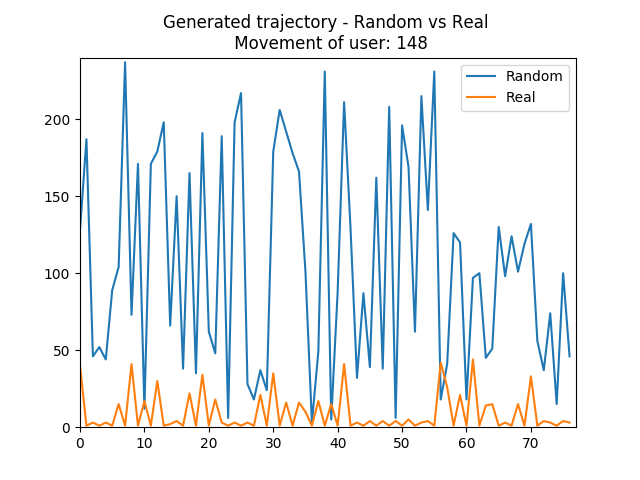 Generated trajectory - Random vs Real
Movement of user: 148
Random
Real
200
150
100
50
0
0 10 20 30 40 50 60 70